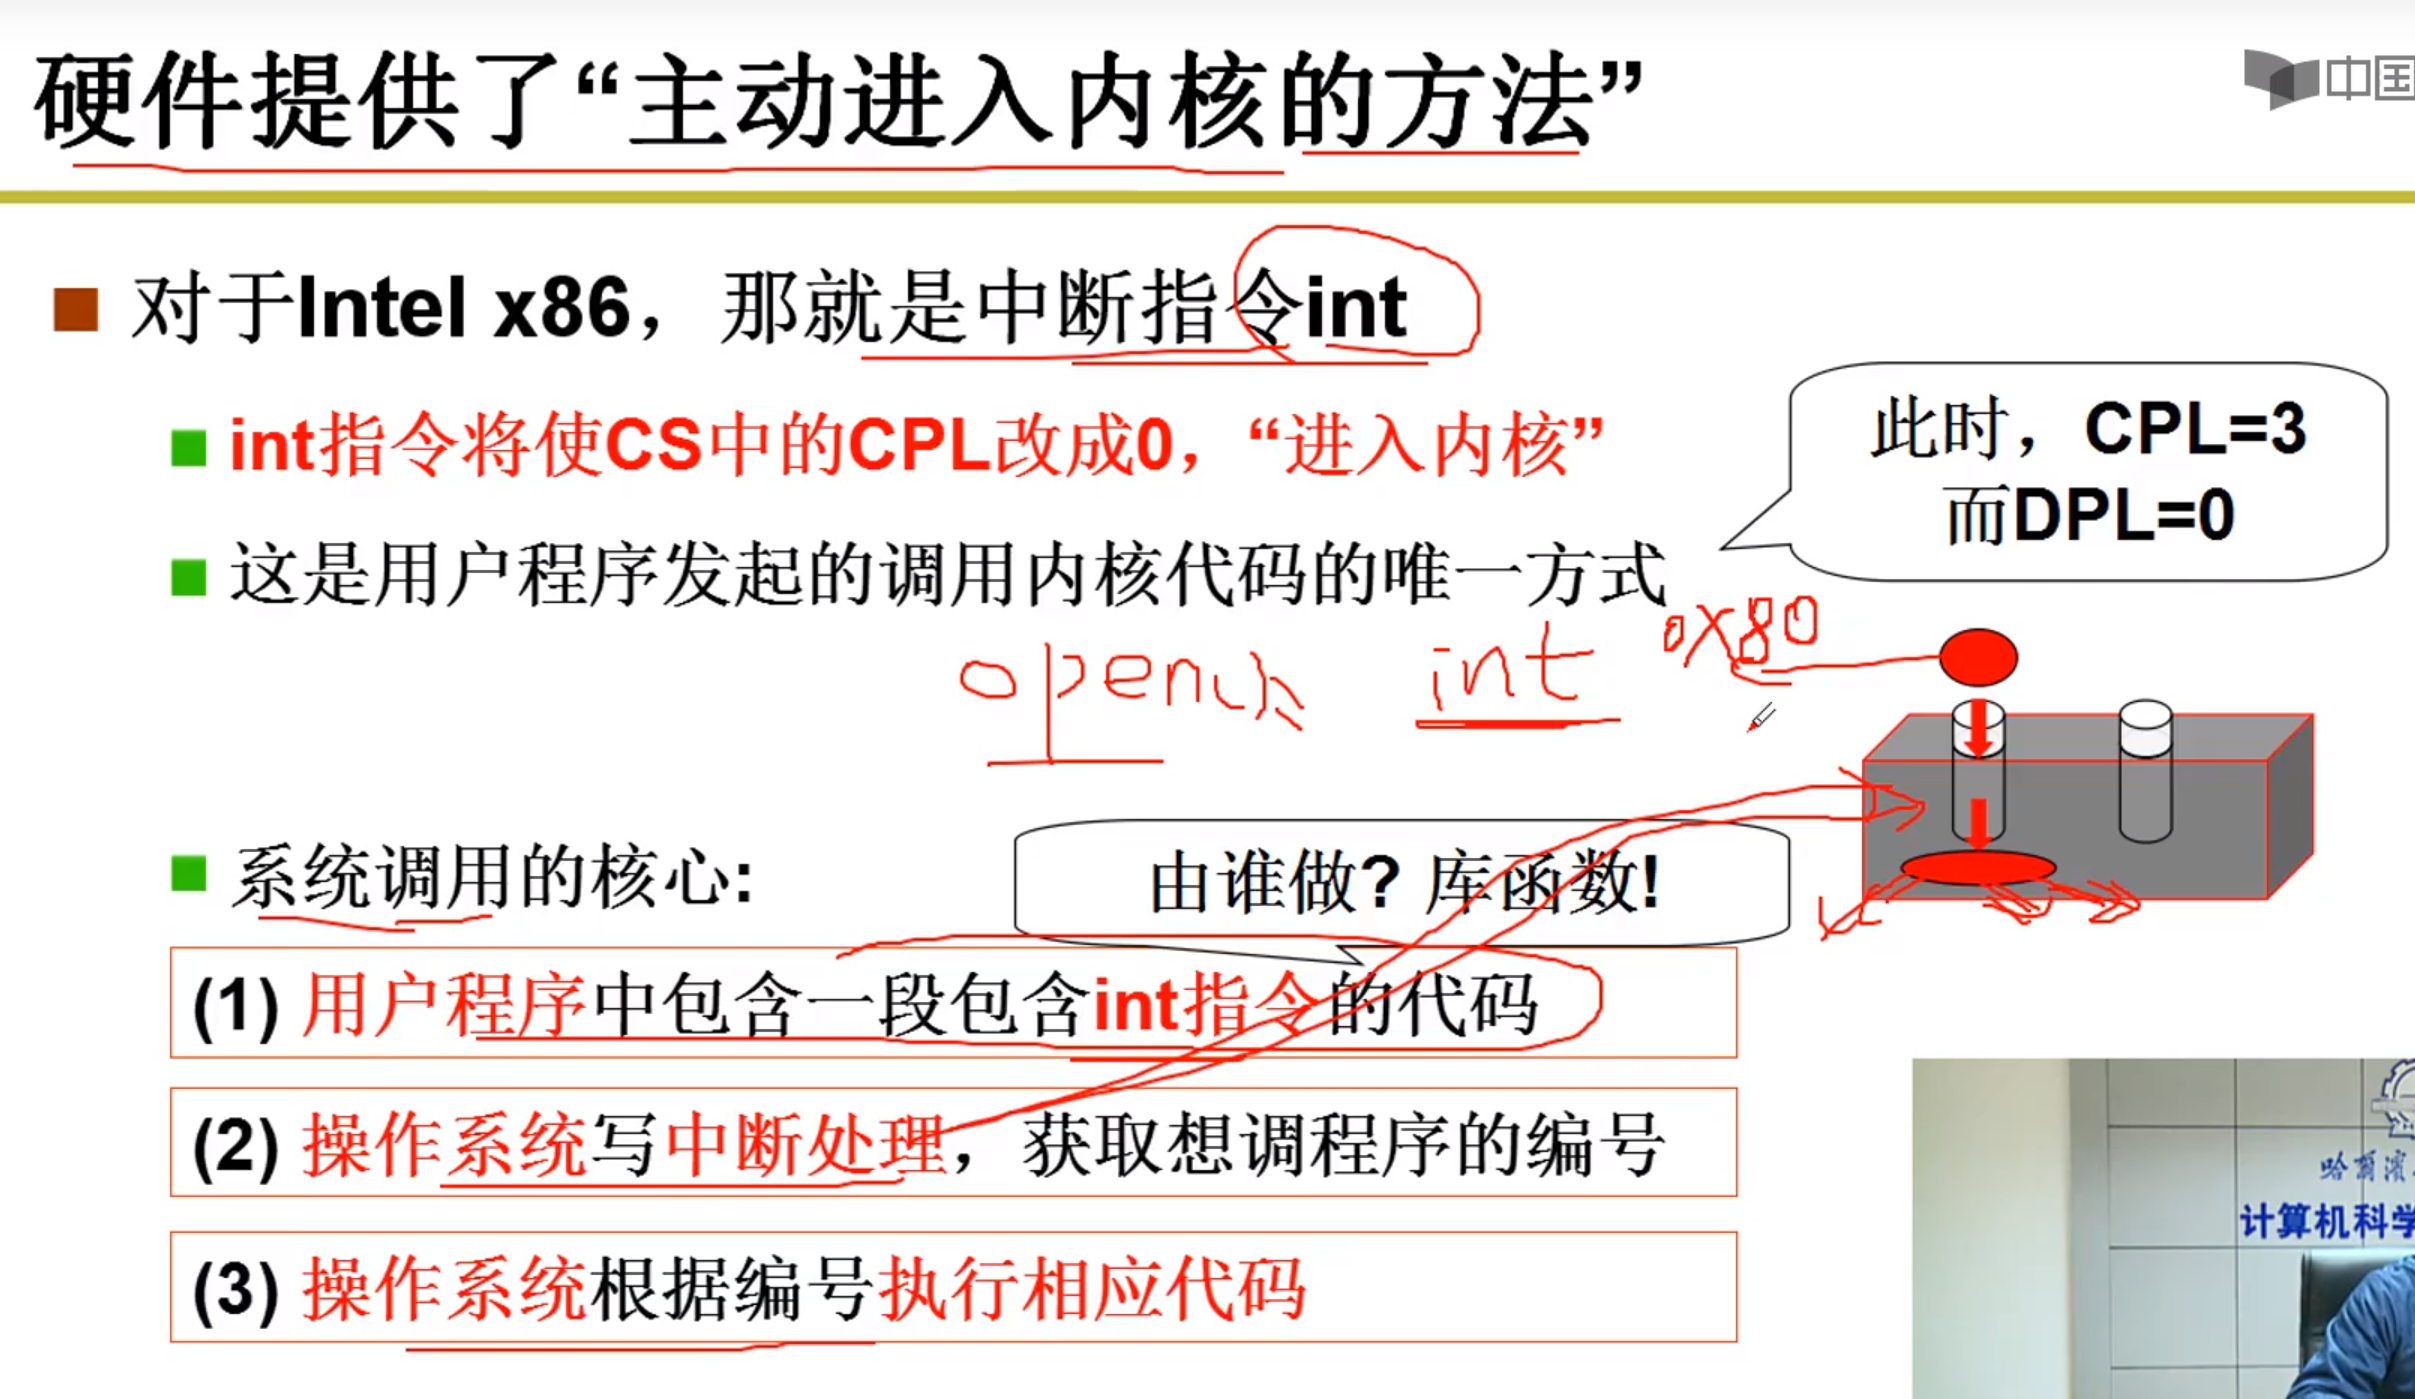 硬件提供了“主动进入内核的方法”
中国
对于Intel x86，那就是中断指令int
int指令将使CS中的CPL改成0，“进入内核”
此时，CPL=3
而DPL=0
这是用户程序发起的调用内核代码的唯一方式
open int 0x80
系统调用的核心:
由谁做? 库函数!
(1) 用户程序中包含一段包含int指令的代码
(2) 操作系统写中断处理，获取想调程序的编号
(3) 操作系统根据编号执行相应代码
哈爾濱
计算机科学